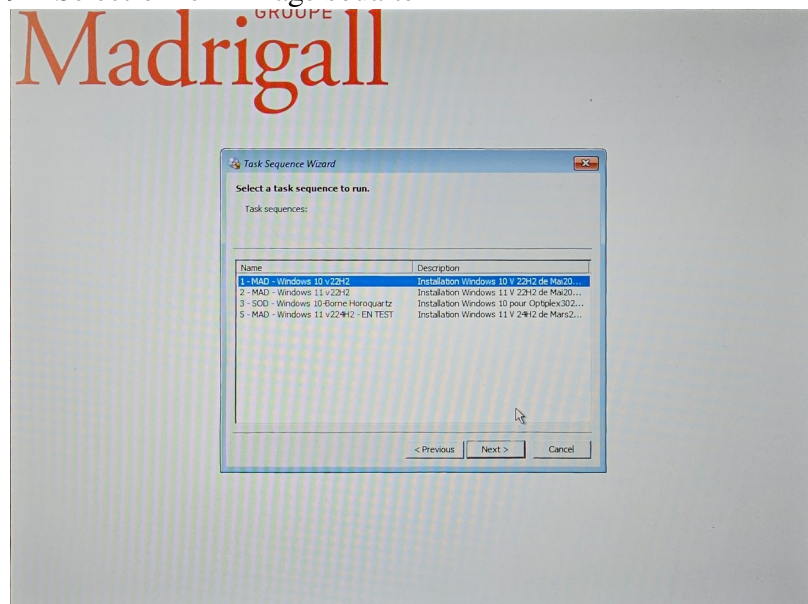 GROUPE
Madrigall
Task Sequence Wizard
Select a task sequence to run.
Task sequences:
Name Description
1 - MAD - Windows 10 v22H2 Installation Windows 10 V 22H2 de Mai20...
2 - MAD - Windows 11 v22H2 Installation Windows 11 V 22H2 de Mai20...
3 - SOD - Windows 10-Borne Horoquartz Installation Windows 10 pour Optiplex302...
5 - MAD - Windows 11 v224H2 - EN TEST Installation Windows 11 V 24H2 de Mars2...
< Previous Next > Cancel